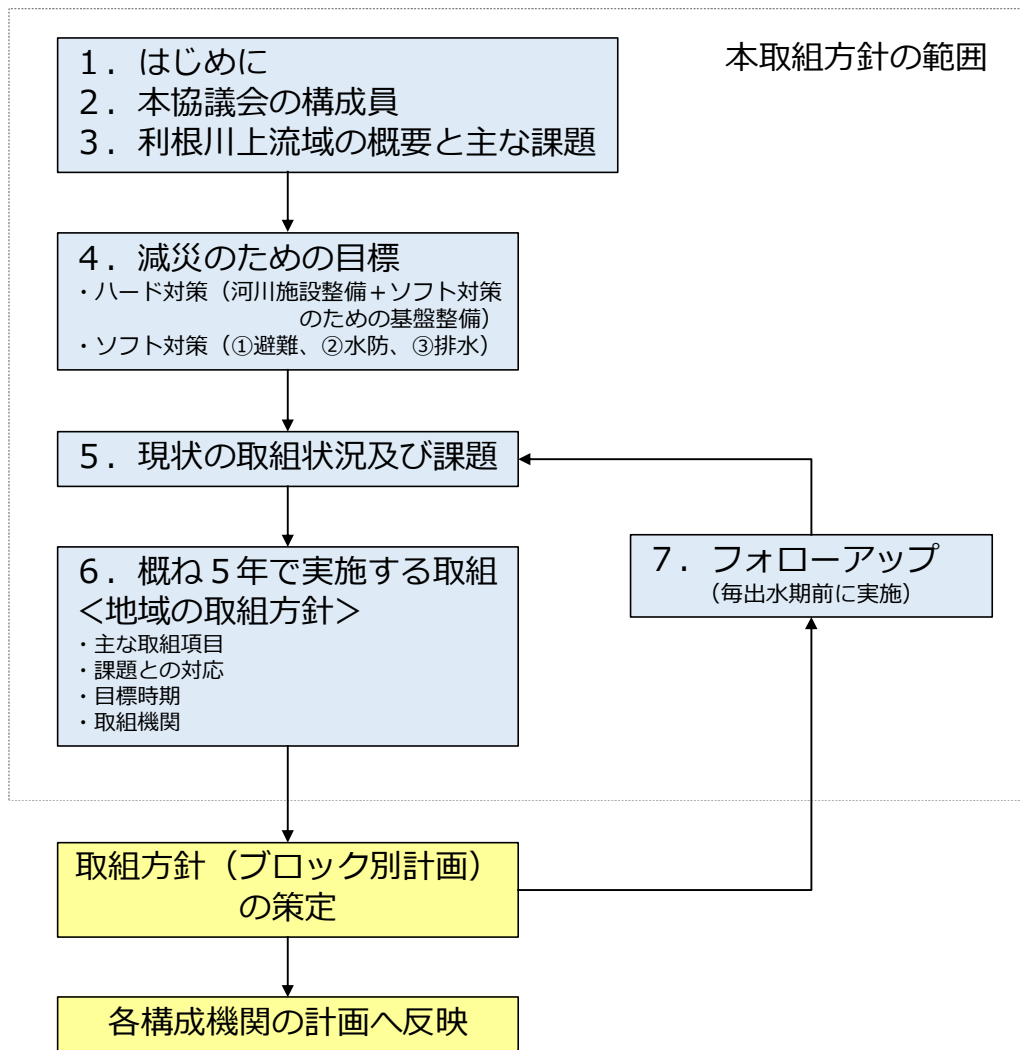 本取組方針の範囲
１．はじめに
２．本協議会の構成員
３．利根川上流域の概要と主な課題
４．減災のための目標
・ハード対策（河川施設整備＋ソフト対策
のための基盤整備）
・ソフト対策（①避難、②水防、③排水）
５．現状の取組状況及び課題
６．概ね５年で実施する取組
＜地域の取組方針＞
・主な取組項目
・課題との対応
・目標時期
・取組機関
７．フォローアップ
（毎出水期前に実施）
取組方針（ブロック別計画）
の策定
各構成機関の計画へ反映